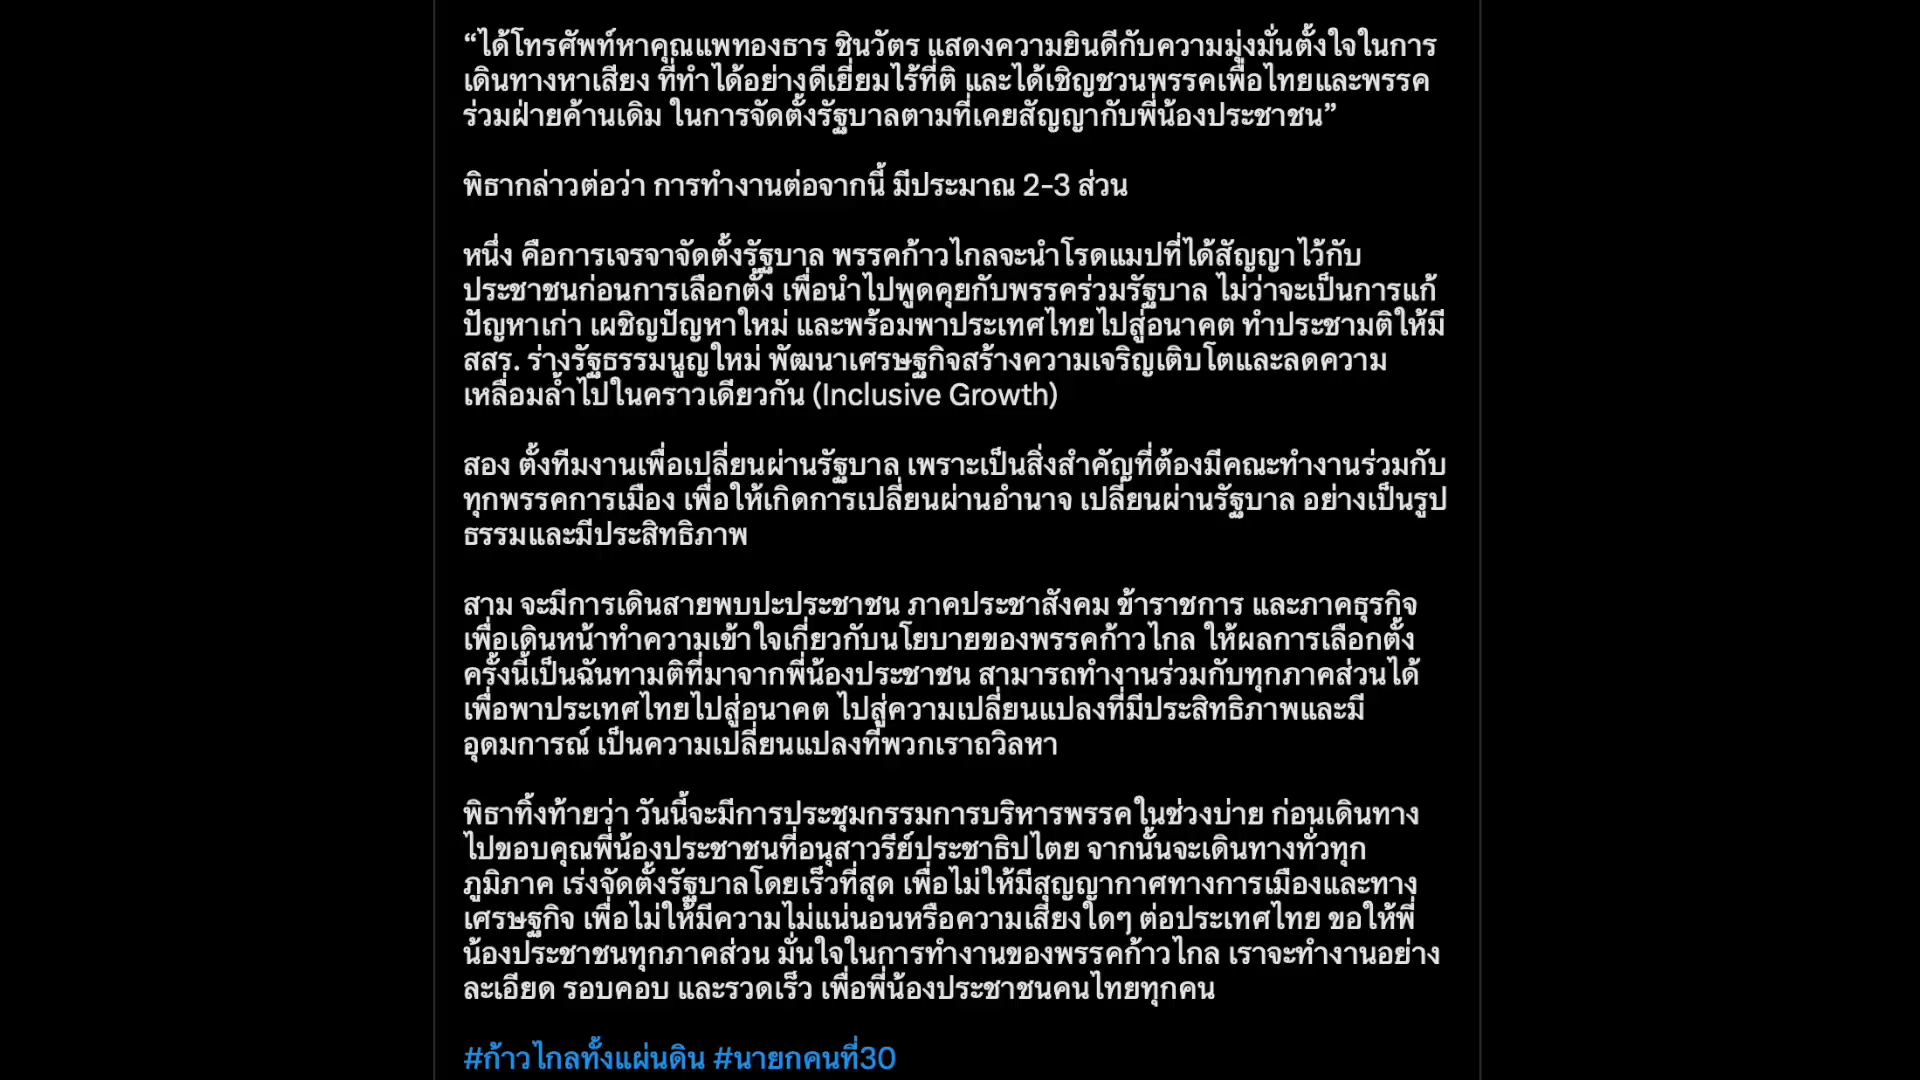 “ได้โทรศัพท์หาคุณแพทองธาร ชินวัตร แสดงความยินดีกับความมุ่งมั่นตั้งใจในการ
เดินทางหาเสียง ที่ทำได้อย่างดีเยี่ยมไร้ที่ติ และได้เชิญชวนพรรคเพื่อไทยและพรรค
ร่วมฝ่ายค้านเดิม ในการจัดตั้งรัฐบาลตามที่เคยสัญญากับพี่น้องประชาชน”
พิธากล่าวต่อว่า การทำงานต่อจากนี้ มีประมาณ 2-3 ส่วน
หนึ่ง คือการเจรจาจัดตั้งรัฐบาล พรรคก้าวไกลจะนำโรดแมปที่ได้สัญญาไว้กับ
ประชาชนก่อนการเลือกตั้ง เพื่อนำไปพูดคุยกับพรรคร่วมรัฐบาล ไม่ว่าจะเป็นการแก้
ปัญหาเก่า เผชิญปัญหาใหม่ และพร้อมพาประเทศไทยไปสู่อนาคต ทำประชามติให้มี
สสร. ร่างรัฐธรรมนูญใหม่ พัฒนาเศรษฐกิจสร้างความเจริญเติบโตและลดความ
เหลื่อมล้ำไปในคราวเดียวกัน (Inclusive Growth)
สอง ตั้งทีมงานเพื่อเปลี่ยนผ่านรัฐบาล เพราะเป็นสิ่งสำคัญที่ต้องมีคณะทำงานร่วมกับ
ทุกพรรคการเมือง เพื่อให้เกิดการเปลี่ยนผ่านอำนาจ เปลี่ยนผ่านรัฐบาล อย่างเป็นรูป
ธรรมและมีประสิทธิภาพ
สาม จะมีการเดินสายพบปะประชาชน ภาคประชาสังคม ข้าราชการ และภาคธุรกิจ
เพื่อเดินหน้าทำความเข้าใจเกี่ยวกับนโยบายของพรรคก้าวไกล ให้ผลการเลือกตั้ง
ครั้งนี้เป็นฉันทามติที่มาจากพี่น้องประชาชน สามารถทำงานร่วมกับทุกภาคส่วนได้
เพื่อพาประเทศไทยไปสู่อนาคต ไปสู่ความเปลี่ยนแปลงที่มีประสิทธิภาพและมี
อุดมการณ์ เป็นความเปลี่ยนแปลงที่พวกเราถวิลหา
พิธาทิ้งท้ายว่า วันนี้จะมีการประชุมกรรมการบริหารพรรคในช่วงบ่าย ก่อนเดินทาง
ไปขอบคุณพี่น้องประชาชนที่อนุสาวรีย์ประชาธิปไตย จากนั้นจะเดินทางทั่วทุก
ภูมิภาค เร่งจัดตั้งรัฐบาลโดยเร็วที่สุด เพื่อไม่ให้มีสุญญากาศทางการเมืองและทาง
เศรษฐกิจ เพื่อไม่ให้มีความไม่แน่นอนหรือความเสี่ยงใดๆ ต่อประเทศไทย ขอให้พี่
น้องประชาชนทุกภาคส่วน มั่นใจในการทำงานของพรรคก้าวไกล เราจะทำงานอย่าง
ละเอียด รอบคอบ และรวดเร็ว เพื่อพี่น้องประชาชนคนไทยทุกคน
#ก้าวไกลทั้งแผ่นดิน #นายกคนที่30